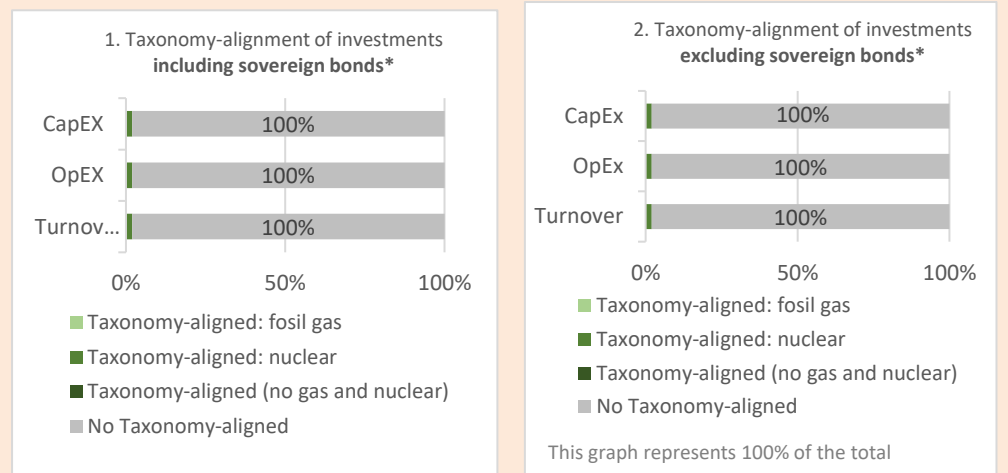 1. Taxonomy-alignment of investments
including sovereign bonds*
CapEX
100%
OpEX
100%
Turnov...
100%
0%
50%
100%
Taxonomy-aligned: fosil gas
Taxonomy-aligned: nuclear
Taxonomy-aligned (no gas and nuclear)
No Taxonomy-aligned
2. Taxonomy-alignment of investments
excluding sovereign bonds*
CapEx
100%
OpEx
100%
Turnover
100%
0%
50%
100%
Taxonomy-aligned: fosil gas
Taxonomy-aligned: nuclear
Taxonomy-aligned (no gas and nuclear)
No Taxonomy-aligned
This graph represents 100% of the total